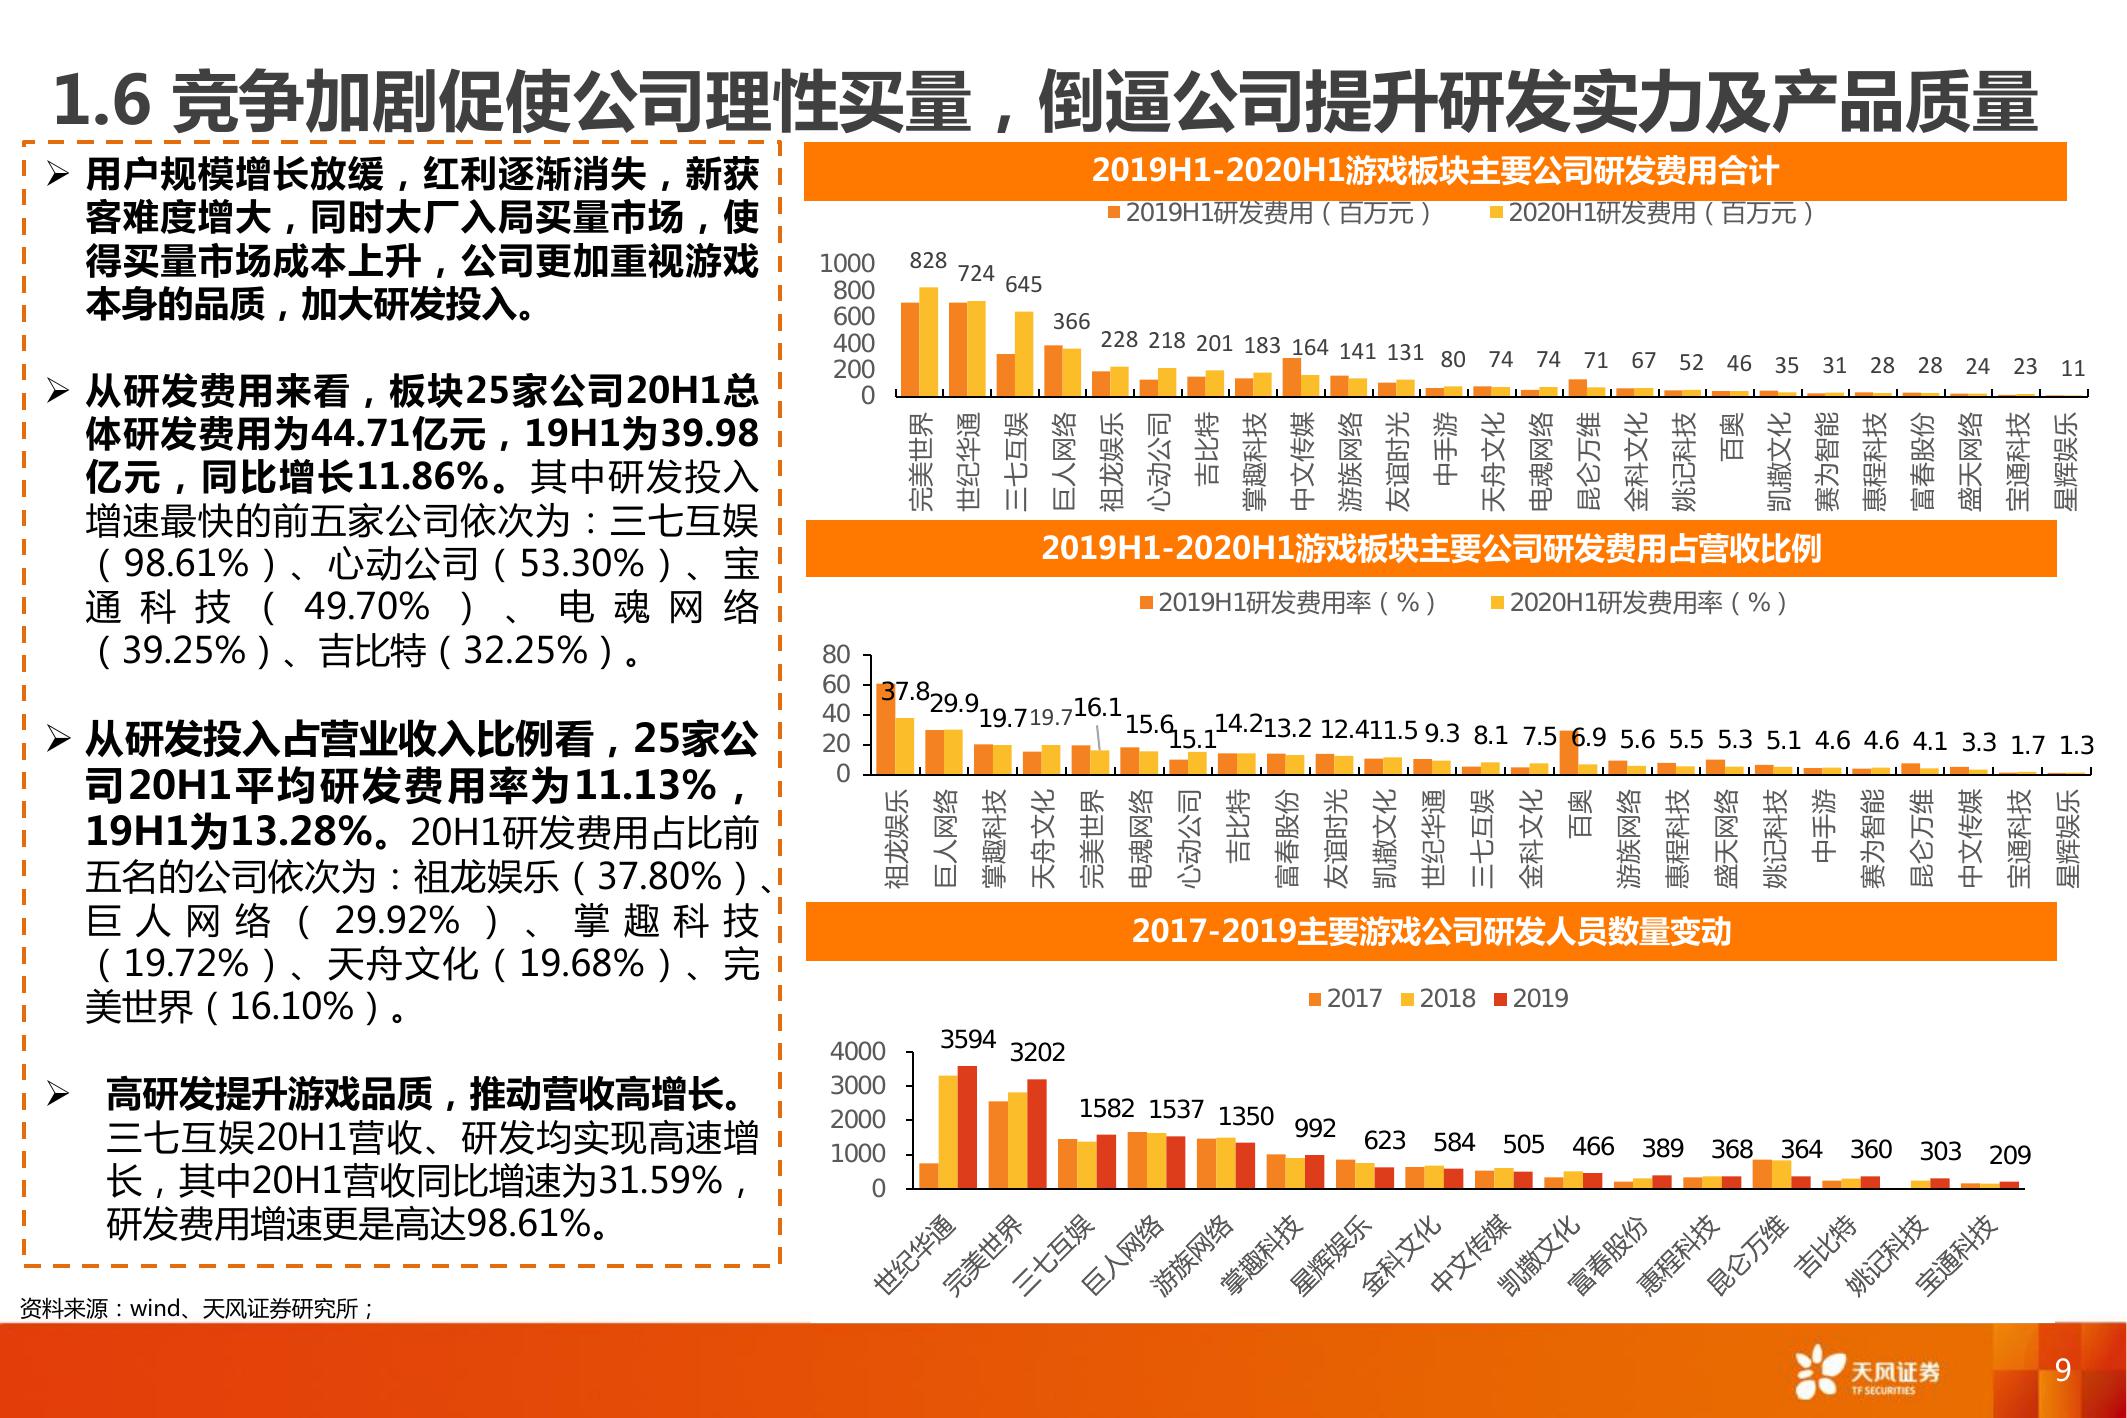 1.6 竞争加剧促使公司理性买量，倒逼公司提升研发实力及产品质量
➢ 用户规模增长放缓，红利逐渐消失，新获
客难度增大，同时大厂入局买量市场，使
得买量市场成本上升，公司更加重视游戏
本身的品质，加大研发投入。
➢ 从研发费用来看，板块25家公司20H1总
体研发费用为44.71亿元，19H1为39.98
亿元，同比增长11.86%。其中研发投入
增速最快的前五家公司依次为：三七互娱
（98.61%）、心动公司（53.30%）、宝
通科技（49.70%）、电魂网络
（39.25%）、吉比特（32.25%）。
➢ 从研发投入占营业收入比例看，25家公
司20H1平均研发费用率为11.13%，
19H1为13.28%。20H1研发费用占比前
五名的公司依次为：祖龙娱乐（37.80%）、
巨人网络（29.92%）、掌趣科技
（19.72%）、天舟文化（19.68%）、完
美世界（16.10%）。
➢ 高研发提升游戏品质，推动营收高增长。
三七互娱20H1营收、研发均实现高速增
长，其中20H1营收同比增速为31.59%，
研发费用增速更是高达98.61%。
2019H1-2020H1游戏板块主要公司研发费用合计
2019H1研发费用（百万元） 2020H1研发费用（百万元）
1000
800
600
400
200
0
828 724 645 366 228 218 201 183 164 141 131 80 74 74 71 67 52 46 35 31 28 28 24 23 11
完美世界 世纪华通 三七互娱 巨人网络 祖龙娱乐 心动公司 吉比特 掌趣科技 中文传媒 游族网络 友谊时光 中手游 天舟文化 电魂网络 昆仑万维 金科文化 姚记科技 百奥 凯撒文化 赛为智能 惠程科技 富春股份 盛天网络 宝通科技 星辉娱乐
2019H1-2020H1游戏板块主要公司研发费用占营收比例
2019H1研发费用率（%） 2020H1研发费用率（%）
80
60
40
20
0
37.8 29.9 19.7 19.7 16.1 15.6 15.1 14.2 13.2 12.4 11.5 9.3 8.1 7.5 6.9 5.6 5.5 5.3 5.1 4.6 4.6 4.1 3.3 1.7 1.3
祖龙娱乐 巨人网络 掌趣科技 天舟文化 完美世界 电魂网络 心动公司 吉比特 富春股份 友谊时光 凯撒文化 世纪华通 三七互娱 金科文化 百奥 游族网络 惠程科技 盛天网络 姚记科技 中手游 赛为智能 昆仑万维 中文传媒 宝通科技 星辉娱乐
2017-2019主要游戏公司研发人员数量变动
2017 2018 2019
4000
3000
2000
1000
0
3594 3202 1582 1537 1350 992 623 584 505 466 389 368 364 360 303 209
世纪华通 完美世界 三七互娱 巨人网络 游族网络 掌趣科技 星辉娱乐 金科文化 中文传媒 凯撒文化 富春股份 惠程科技 昆仑万维 吉比特 姚记科技 宝通科技
资料来源：wind、天风证券研究所；
天风证券
TF SECURITIES
9